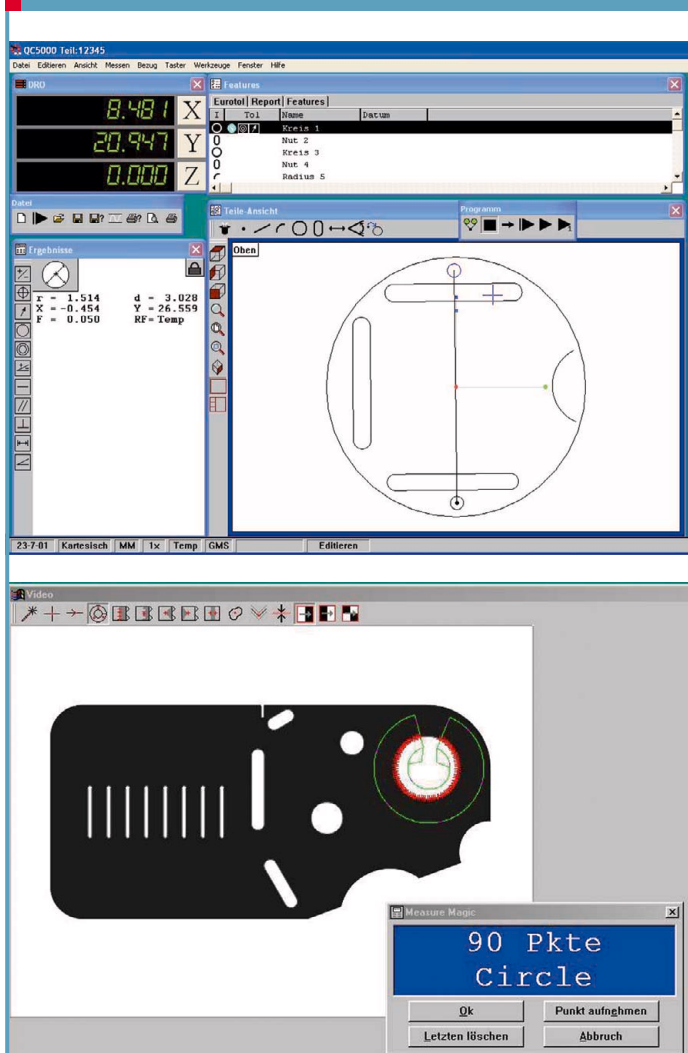 QC5000 Teil:12345
Datei Editieren Ansicht Messen Bezug Taster Werkzeuge Fenster Hilfe
DRO
8.481 X
20.947 Y
0.000 Z
Features
Eurotol Report Features
I Tol Name Datum
Kreis 1
Nut 2
Kreis 3
Nut 4
Radius 5
Datei
Teile-Ansicht
Programm
Oben
Ergebnisse
r = 1.514 d = 3.028
X = -0.454 Y = 26.559
F = 0.050 RF= Temp
23-7-01 Kartesisch MM 1x Temp GMS Editieren
Video
Measure Magic
90 Pkte
Circle
Ok Punkt aufnehmen
Letzten löschen Abbruch